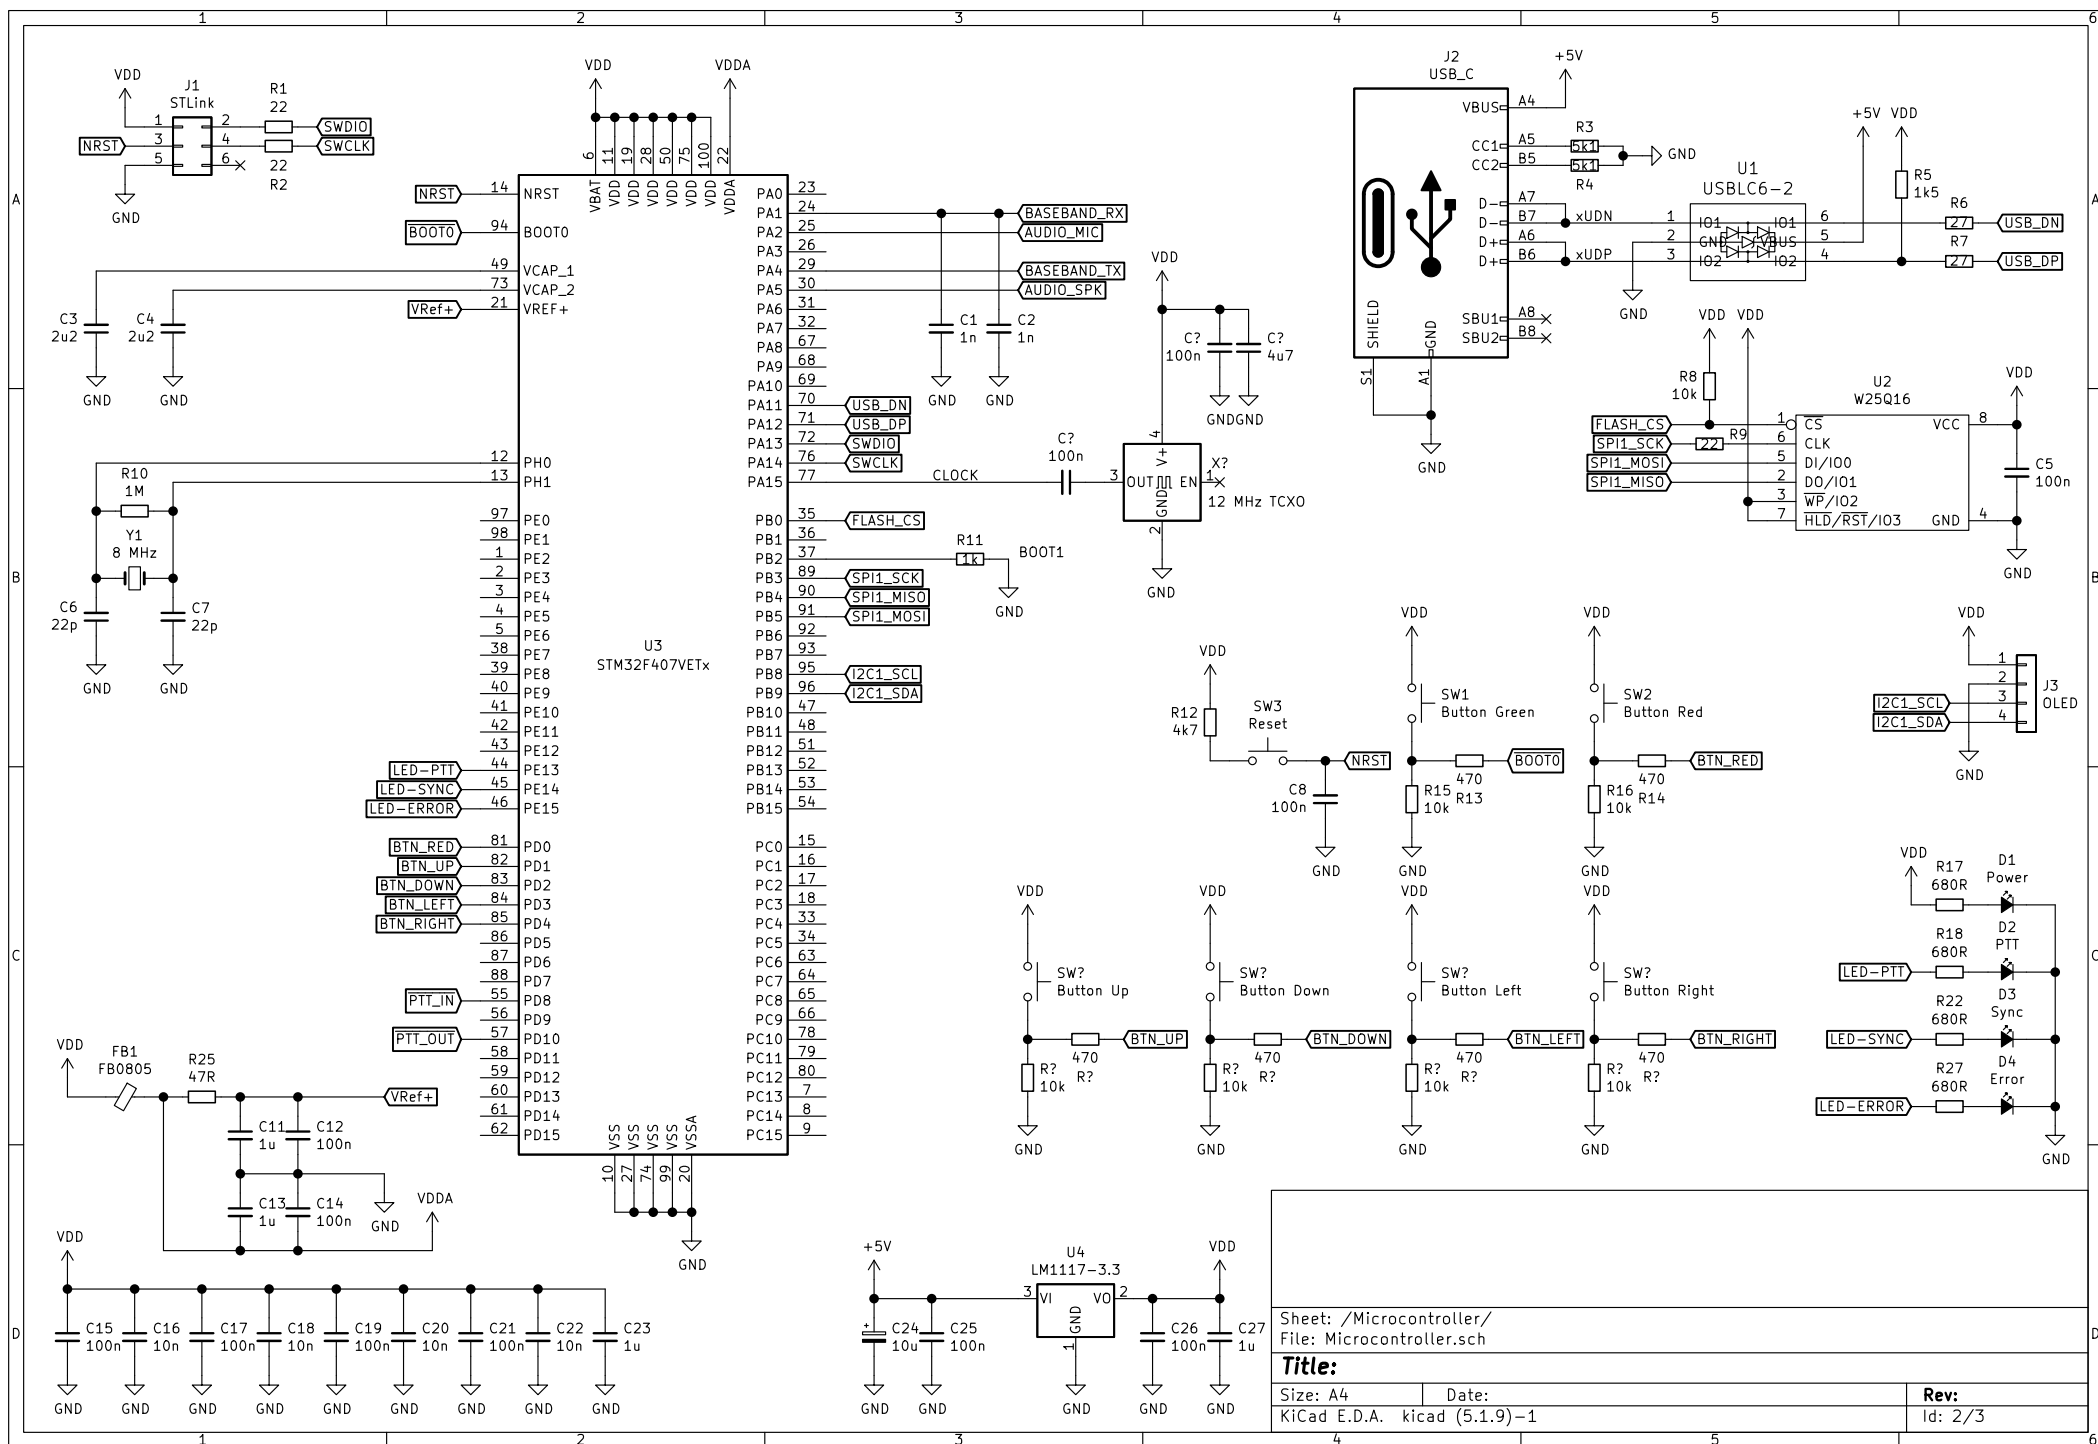 1 2 3 4 5 6
A
B
C
D
VDD
J1
STLink
R1
22
1 2
3 4
5 6
SWDIO
SWCLK
NRST
22
R2
GND
VDD
VDDA
6 11 19 28 50 75 100 22
VBAT VDD VDD VDD VDD VDD VDD VDDA
NRST 14 NRST
BOOT0 94 BOOT0
49 VCAP_1
73 VCAP_2
VRef+ 21 VREF+
C3
2u2
GND
C4
2u2
GND
12 PH0
13 PH1
R10
1M
Y1
8 MHz
C6
22p
GND
C7
22p
GND
97 PE0
98 PE1
1 PE2
2 PE3
3 PE4
4 PE5
5 PE6
38 PE7
39 PE8
40 PE9
41 PE10
42 PE11
43 PE12
LED-PTT 44 PE13
LED-SYNC 45 PE14
LED-ERROR 46 PE15
BTN_RED 81 PD0
BTN_UP 82 PD1
BTN_DOWN 83 PD2
BTN_LEFT 84 PD3
BTN_RIGHT 85 PD4
86 PD5
87 PD6
88 PD7
PTT_IN 55 PD8
56 PD9
PTT_OUT 57 PD10
58 PD11
59 PD12
60 PD13
61 PD14
62 PD15
U3
STM32F407VETx
PA0 23
PA1 24 BASEBAND_RX
PA2 25 AUDIO_MIC
PA3 26
PA4 29 BASEBAND_TX
PA5 30 AUDIO_SPK
PA6 31
PA7 32
PA8 67
PA9 68
PA10 69
PA11 70 USB_DN
PA12 71 USB_DP
PA13 72 SWDIO
PA14 76 SWCLK
PA15 77 CLOCK
PB0 35 FLASH_CS
PB1 36
PB2 37
PB3 89 SPI1_SCK
PB4 90 SPI1_MISO
PB5 91 SPI1_MOSI
PB6 92
PB7 93
PB8 95 I2C1_SCL
PB9 96 I2C1_SDA
PB10 47
PB11 48
PB12 51
PB13 52
PB14 53
PB15 54
PC0 15
PC1 16
PC2 17
PC3 18
PC4 33
PC5 34
PC6 63
PC7 64
PC8 65
PC9 66
PC10 78
PC11 79
PC12 80
PC13 7
PC14 8
PC15 9
VSS VSS VSS VSS VSSA
10 27 74 99 20
GND
C1
1n
GND
C2
1n
GND
R11
1k
BOOT1
GND
VDD
C?
100n
C?
4u7
GND
GND
C?
100n
4
V+
3 OUT EN 1
GND
2
X?
12 MHz TCXO
GND
J2
USB_C
+5V
VBUS A4
CC1 A5
CC2 B5
D- A7
D- B7
D+ A6
D+ B6
SBU1 A8
SBU2 B8
SHIELD GND
S1 A1
GND
R3
5k1
5k1
R4
GND
xUDN
xUDP
U1
USBLC6-2
1 IO1 IO1 6
2 GND VBUS 5
3 IO2 IO2 4
GND
+5V
VDD
R5
1k5
R6
27 USB_DN
R7
27 USB_DP
VDD VDD
R8
10k
U2
W25Q16
FLASH_CS 1 CS VCC 8
SPI1_SCK 22 R9 6 CLK
SPI1_MOSI 5 DI/IO0
SPI1_MISO 2 DO/IO1
3 WP/IO2
7 HLD/RST/IO3 GND 4
VDD
C5
100n
GND
VDD
R12
4k7
SW3
Reset
NRST
C8
100n
GND
VDD
SW1
Button Green
470
R13
BOOT0
R15
10k
GND
VDD
SW2
Button Red
470
R14
BTN_RED
R16
10k
GND
VDD
1
2
I2C1_SCL 3
I2C1_SDA 4
J3
OLED
GND
VDD
SW?
Button Up
470
R?
BTN_UP
R?
10k
GND
VDD
SW?
Button Down
470
R?
BTN_DOWN
R?
10k
GND
VDD
SW?
Button Left
470
R?
BTN_LEFT
R?
10k
GND
VDD
SW?
Button Right
470
R?
BTN_RIGHT
R?
10k
GND
VDD
R17
680R
D1
Power
R18
680R
D2
PTT
LED-PTT
R22
680R
D3
Sync
LED-SYNC
R27
680R
D4
Error
LED-ERROR
GND
VDD
FB1
FB0805
R25
47R
VRef+
C11
1u
C12
100n
C13
1u
C14
100n
GND
VDDA
VDD
C15
100n
C16
10n
C17
100n
C18
10n
C19
100n
C20
10n
C21
100n
C22
10n
C23
1u
GND GND GND GND GND GND GND GND GND
+5V
U4
LM1117-3.3
VDD
3 VI VO 2
GND
1
+
C24
10u
C25
100n
C26
100n
C27
1u
GND GND GND GND GND
Sheet: /Microcontroller/
File: Microcontroller.sch
Title:
Size: A4 Date: Rev:
KiCad E.D.A. kicad (5.1.9)-1 Id: 2/3
1 2 3 4 5 6
A
B
C
D